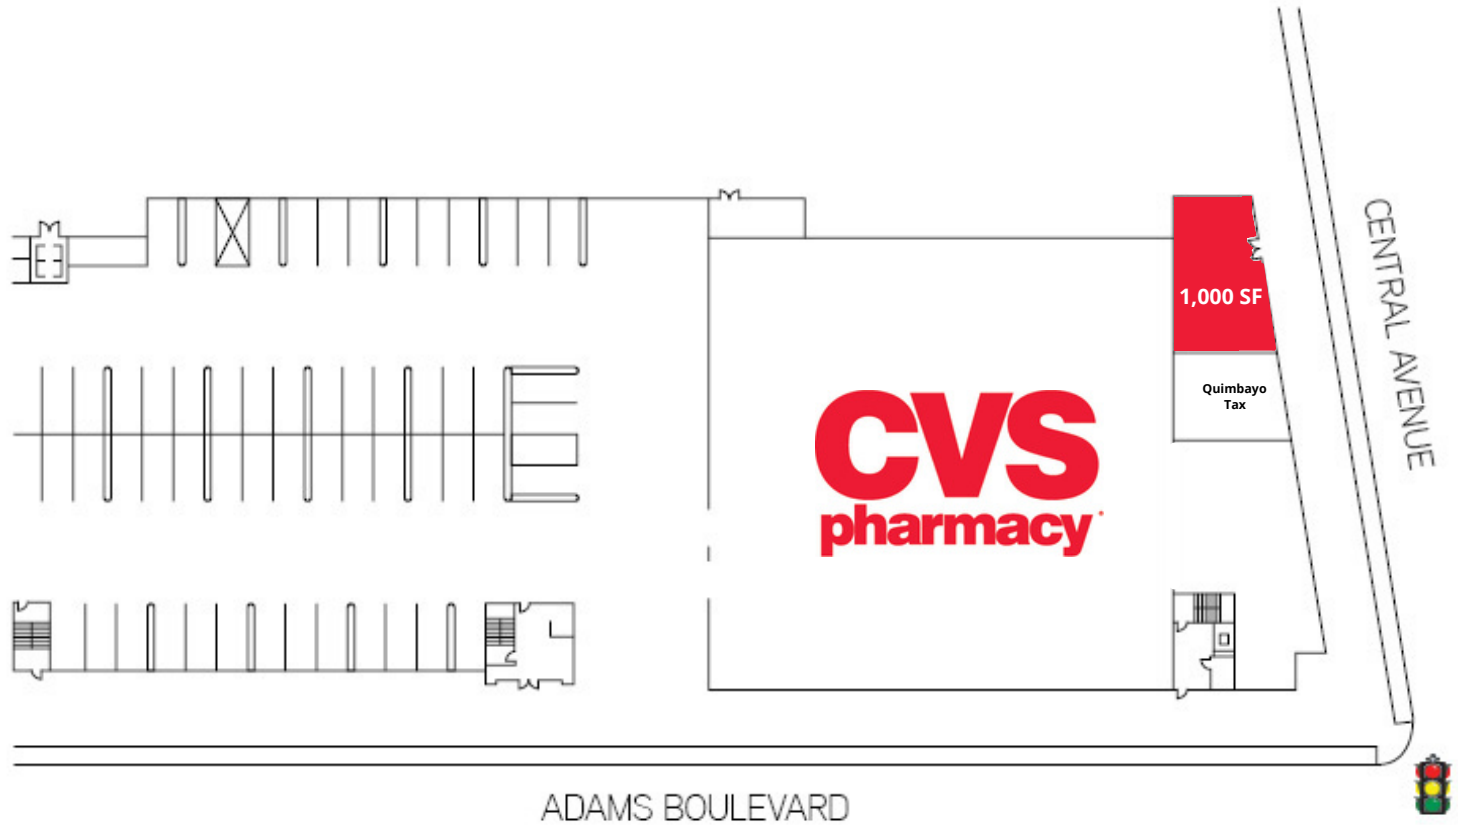 CENTRAL AVENUE
1,000 SF
Quimbayo
Tax
CVS
pharmacy
ADAMS BOULEVARD